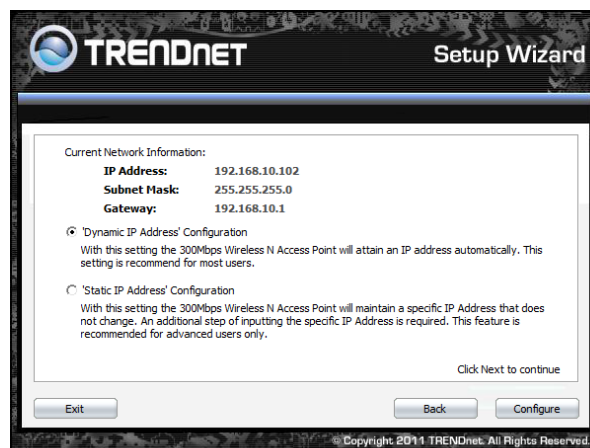 TRENDNET
Setup Wizard
Current Network Information:
IP Address: 192.168.10.102
Subnet Mask: 255.255.255.0
Gateway: 192.168.10.1
'Dynamic IP Address' Configuration
With this setting the 300Mbps Wireless N Access Point will attain an IP address automatically. This
setting is recommend for most users.
'Static IP Address' Configuration
With this setting the 300Mbps Wireless N Access Point will maintain a specific IP Address that does
not change. An additional step of inputting the specific IP Address is required. This feature is
recommended for advanced users only.
Click Next to continue
Exit
Back
Configure
© Copyright 2011 TRENDnet. All Rights Reserved.